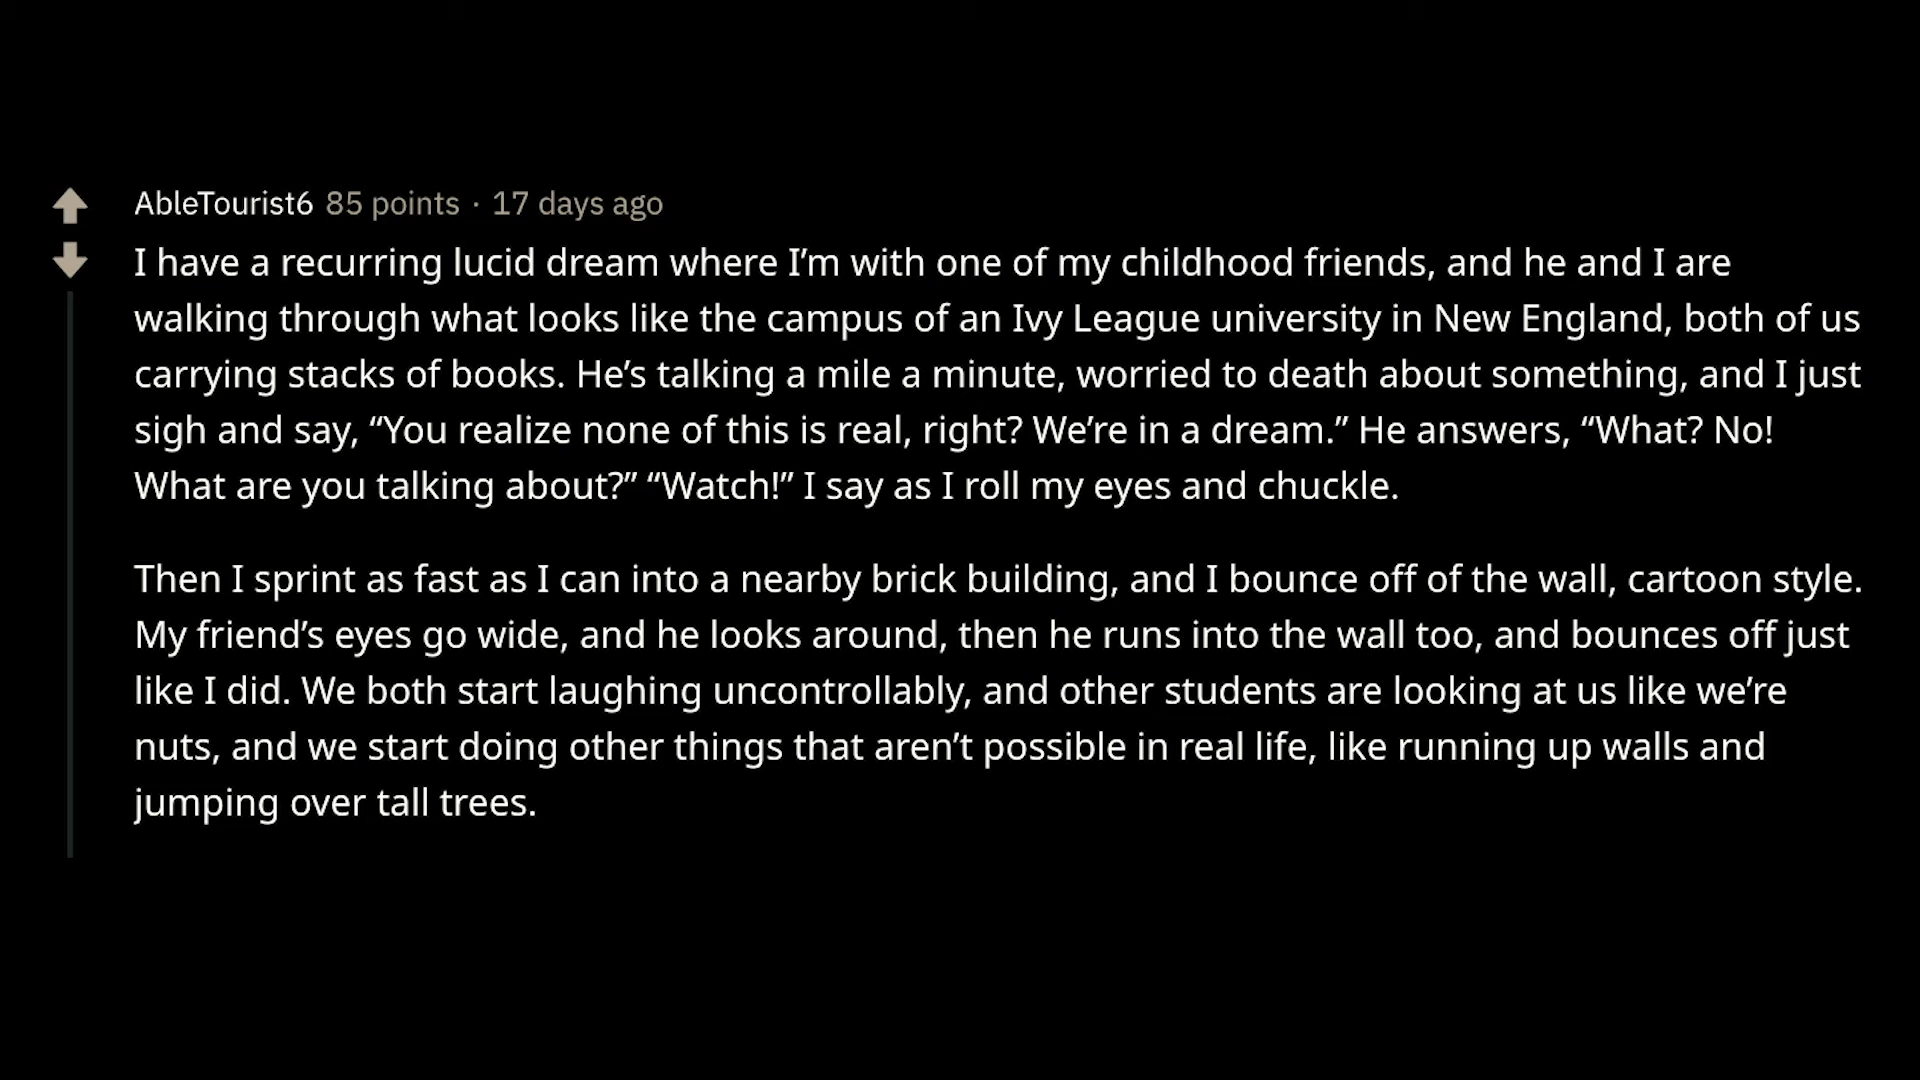 AbleTourist6 85 points · 17 days ago
I have a recurring lucid dream where I’m with one of my childhood friends, and he and I are
walking through what looks like the campus of an Ivy League university in New England, both of us
carrying stacks of books. He’s talking a mile a minute, worried to death about something, and I just
sigh and say, “You realize none of this is real, right? We’re in a dream.” He answers, “What? No!
What are you talking about?” “Watch!” I say as I roll my eyes and chuckle.
Then I sprint as fast as I can into a nearby brick building, and I bounce off of the wall, cartoon style.
My friend’s eyes go wide, and he looks around, then he runs into the wall too, and bounces off just
like I did. We both start laughing uncontrollably, and other students are looking at us like we’re
nuts, and we start doing other things that aren’t possible in real life, like running up walls and
jumping over tall trees.